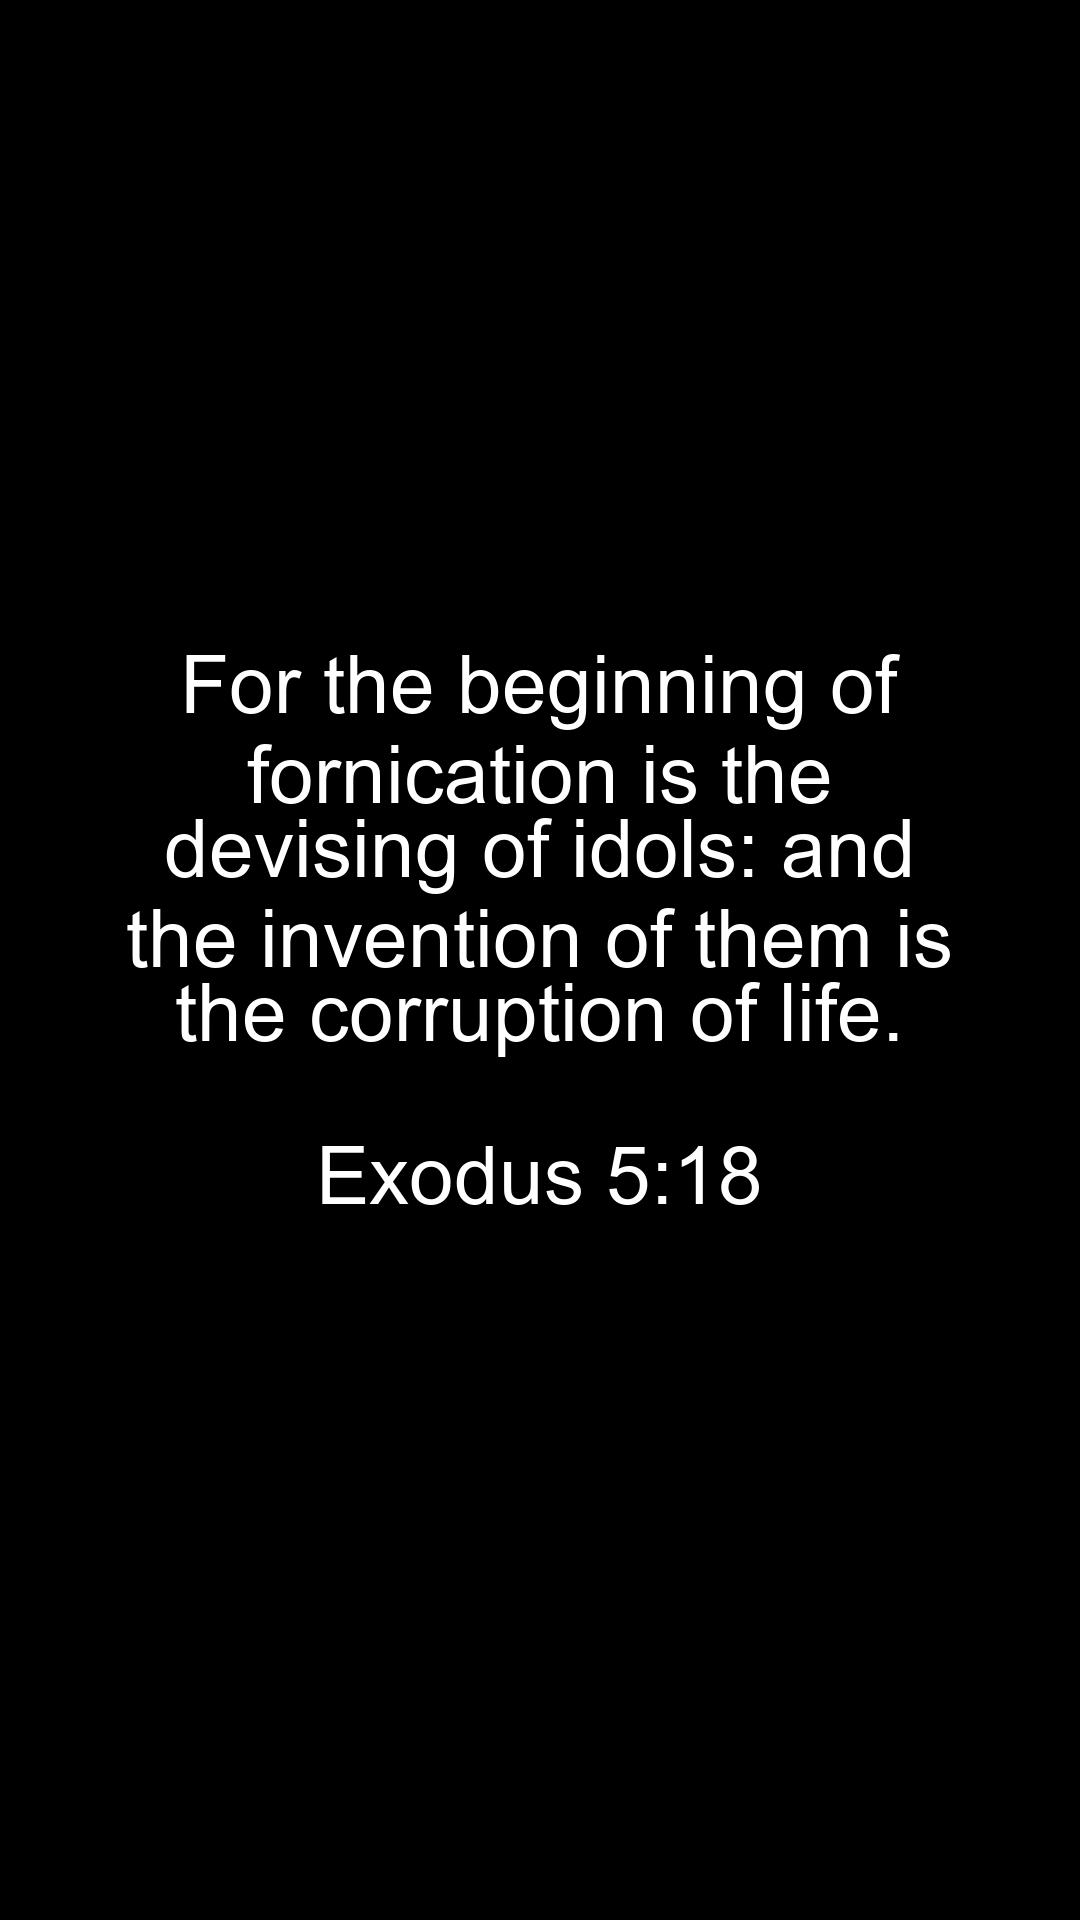 For the beginning of
fornication is the
devising of idols: and
the invention of them is
the corruption of life.
Exodus 5:18